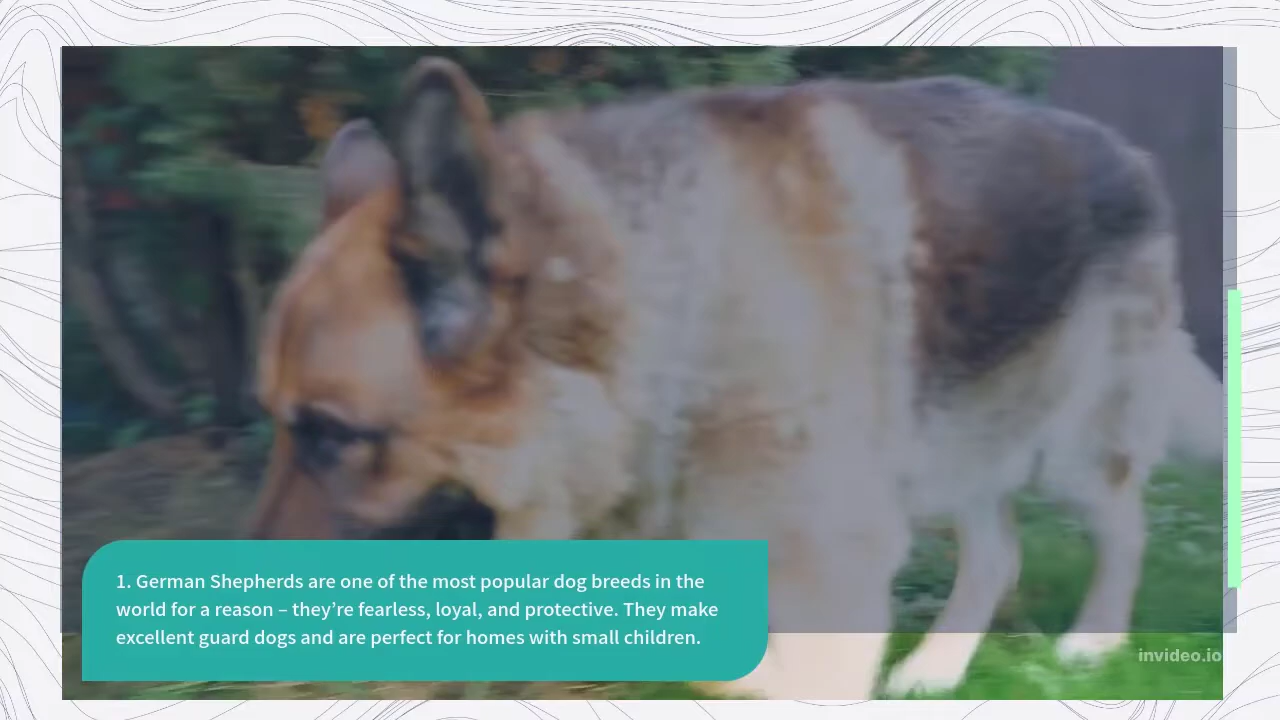 1. German Shepherds are one of the most popular dog breeds in the
world for a reason – they’re fearless, loyal, and protective. They make
excellent guard dogs and are perfect for homes with small children.
invideo.io